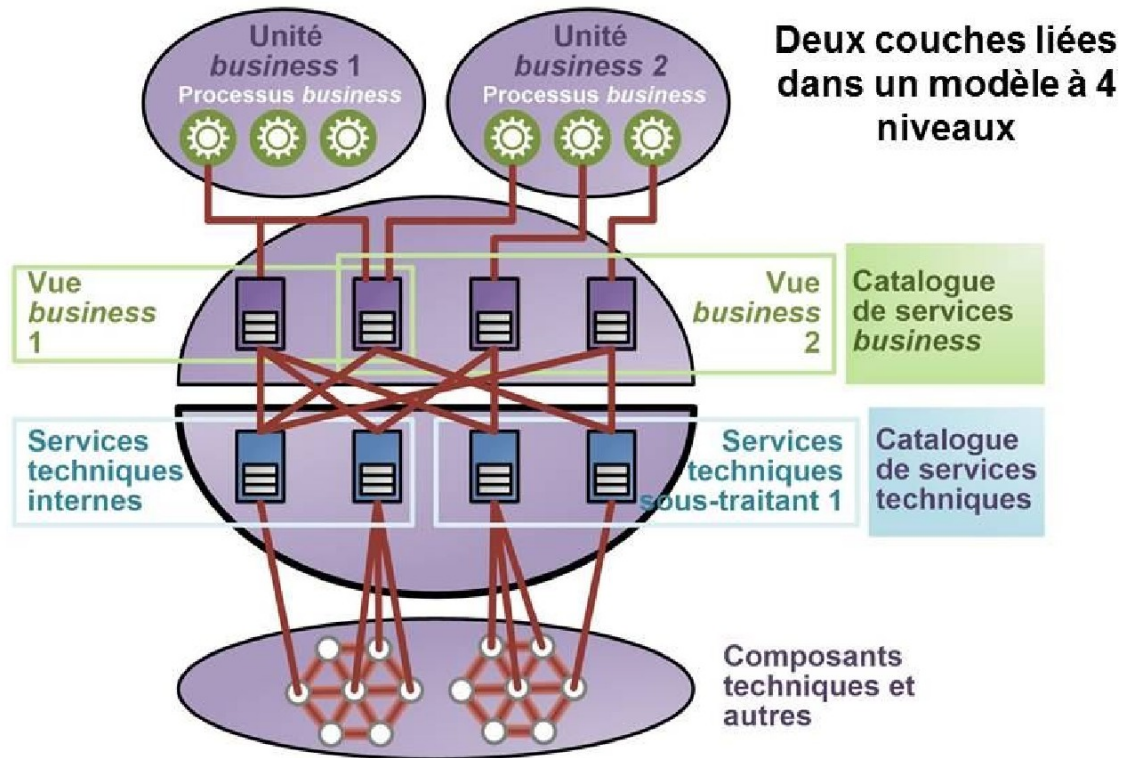 Unité
business 1
Processus business
Unité
business 2
Processus business
Deux couches liées
dans un modèle à 4
niveaux
Vue
business
1
Vue
business
2
Catalogue
de services
business
Services
techniques
internes
Services
techniques
sous-traitant 1
Catalogue
de services
techniques
Composants
techniques et
autres